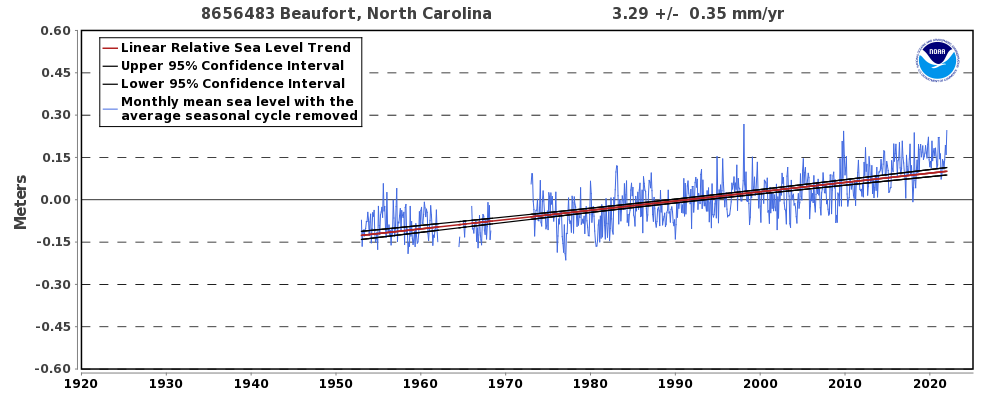 8656483 Beaufort, North Carolina 3.29 +/- 0.35 mm/yr
0.60
0.45
0.30
0.15
0.00
-0.15
-0.30
-0.45
-0.60
Meters
Linear Relative Sea Level Trend
Upper 95% Confidence Interval
Lower 95% Confidence Interval
Monthly mean sea level with the
average seasonal cycle removed
NOAA
1920 1930 1940 1950 1960 1970 1980 1990 2000 2010 2020